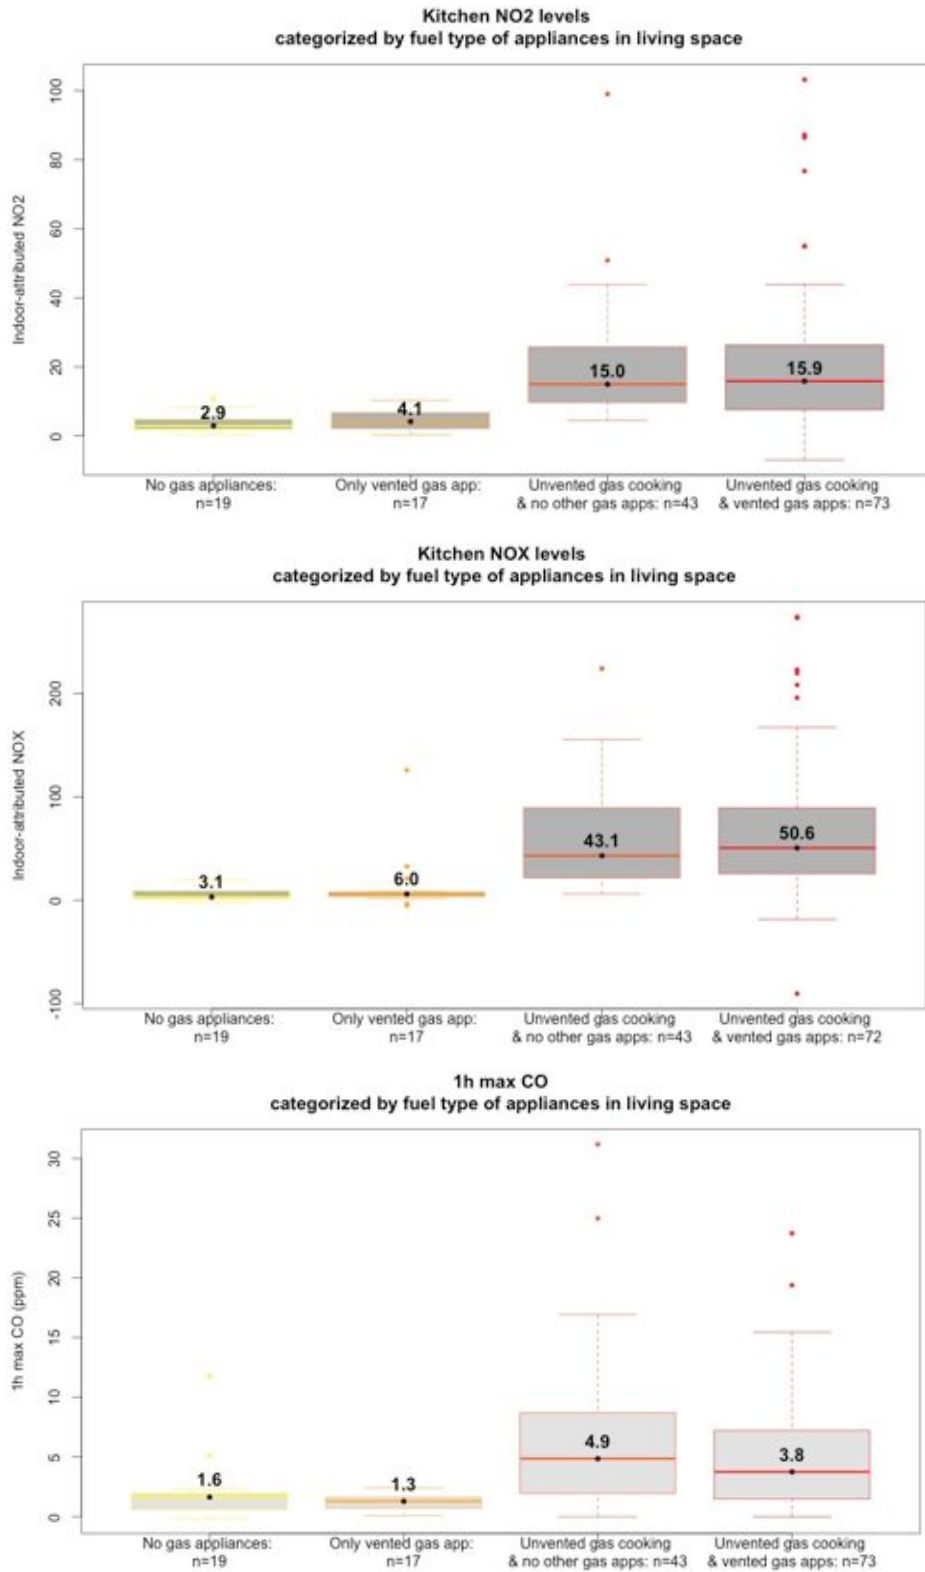 Kitchen NO2 levels
categorized by fuel type of appliances in living space
Indoor-attributed NO2
100
80
60
40
20
0
2.9
4.1
15.0
15.9
No gas appliances:
n=19
Only vented gas app:
n=17
Unvented gas cooking
& no other gas apps: n=43
Unvented gas cooking
& vented gas apps: n=73
Kitchen NOX levels
categorized by fuel type of appliances in living space
Indoor-attributed NOX
200
100
0
-100
3.1
6.0
43.1
50.6
No gas appliances:
n=19
Only vented gas app:
n=17
Unvented gas cooking
& no other gas apps: n=43
Unvented gas cooking
& vented gas apps: n=72
1h max CO
categorized by fuel type of appliances in living space
1h max CO (ppm)
30
25
20
15
10
5
0
1.6
1.3
4.9
3.8
No gas appliances:
n=19
Only vented gas app:
n=17
Unvented gas cooking
& no other gas apps: n=43
Unvented gas cooking
& vented gas apps: n=73